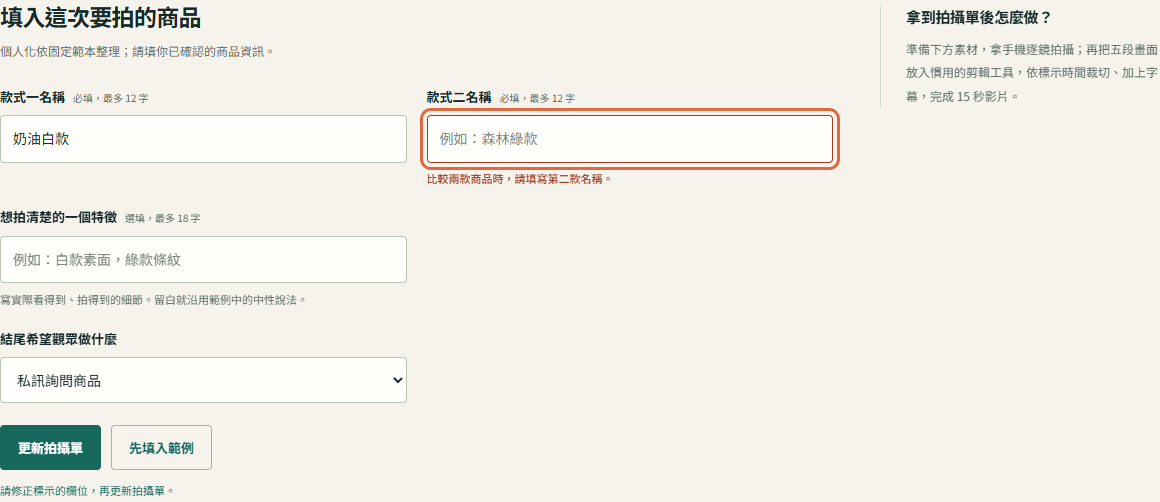 填入這次要拍的商品
個人化依固定範本整理；請填你已確認的商品資訊。
款式一名稱 必填，最多 12 字
奶油白款
款式二名稱 必填，最多 12 字
例如：森林綠款
比較兩款商品時，請填寫第二款名稱。
想拍清楚的一個特徵 選填，最多 18 字
例如：白款素面，綠款條紋
寫實際看得到、拍得到的細節。留白就沿用範例中的中性說法。
結尾希望觀眾做什麼
私訊詢問商品
更新拍攝單
先填入範例
請修正標示的欄位，再更新拍攝單。
拿到拍攝單後怎麼做？
準備下方素材，拿手機逐鏡拍攝；再把五段畫面
放入慣用的剪輯工具，依標示時間裁切、加上字
幕，完成 15 秒影片。